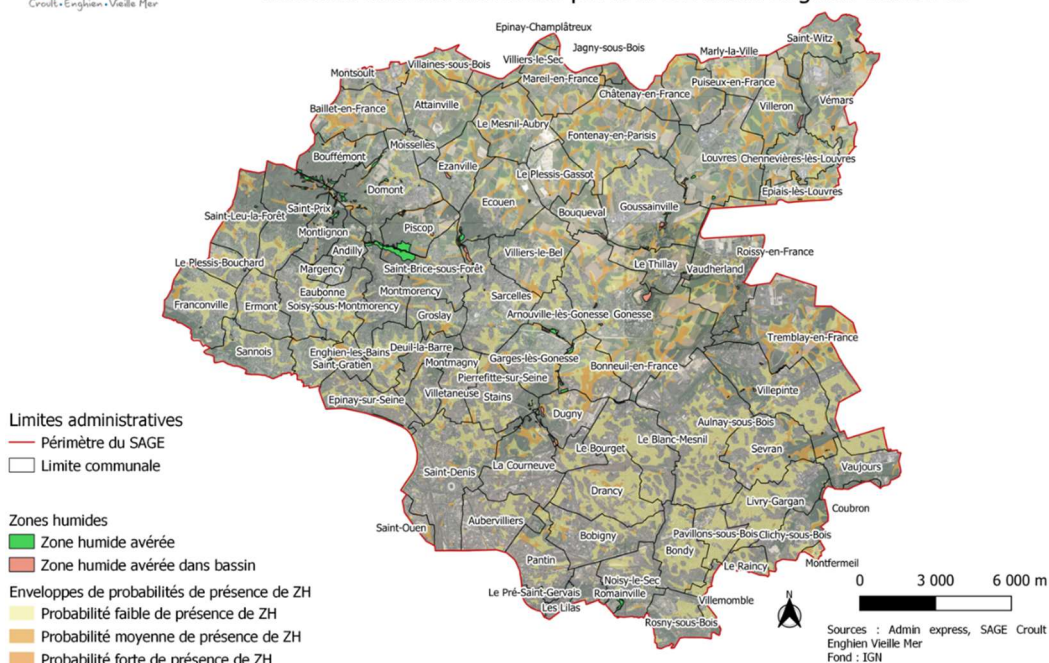 Croult • Enghien • Vieille Mer
Epinay-Champlâtreux
Saint-Witz
Jagny-sous-Bois
Marly-la-Ville
Villiers-le-Sec
Villaines-sous-Bois
Montsoult
Mareil-en-France
Puiseux-en-France
Châtenay-en-France
Vémars
Attainville
Villeron
Baillet-en-France
Le Mesnil-Aubry
Fontenay-en-Parisis
Moisselles
Bouffémont
Louvres
Chennevières-lès-Louvres
Ezanville
Le Plessis-Gassot
Domont
Epiais-lès-Louvres
Ecouen
Goussainville
Saint-Prix
Bouqueval
Saint-Leu-la-Forêt
Piscop
Montlignon
Andilly
Villiers-le-Bel
Roissy-en-France
Le Plessis-Bouchard
Le Thillay
Margency
Saint-Brice-sous-Forêt
Vaudherland
Eaubonne
Montmorency
Sarcelles
Franconville
Ermont
Soisy-sous-Montmorency
Groslay
Arnouville-lès-Gonesse
Gonesse
Tremblay-en-France
Deuil-la-Barre
Sannois
Enghien-les-Bains
Garges-lès-Gonesse
Saint-Gratien
Montmagny
Bonneuil-en-France
Pierrefitte-sur-Seine
Villepinte
Epinay-sur-Seine
Villetaneuse
Stains
Dugny
Aulnay-sous-Bois
Limites administratives
Périmètre du SAGE
Limite communale
Le Blanc-Mesnil
Le Bourget
Sevran
La Courneuve
Vaujours
Saint-Denis
Drancy
Livry-Gargan
Coubron
Zones humides
Zone humide avérée
Zone humide avérée dans bassin
Saint-Ouen
Aubervilliers
Bobigny
Pavillons-sous-Bois
Clichy-sous-Bois
Bondy
Pantin
Le Raincy
Montfermeil
Noisy-le-Sec
Le Pré-Saint-Gervais
Romainville
Les Lilas
Villemomble
Rosny-sous-Bois
Enveloppes de probabilités de présence de ZH
Probabilité faible de présence de ZH
Probabilité moyenne de présence de ZH
Probabilité forte de présence de ZH
N
0 3 000 6 000 m
Sources : Admin express, SAGE Croult
Enghien Vieille Mer
Fond : IGN